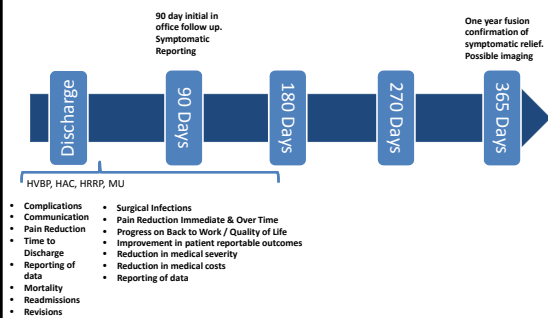 90 day initial in
office follow up.
Symptomatic
Reporting
One year fusion
confirmation of
symptomatic relief.
Possible imaging
Discharge
90 Days
180 Days
270 Days
365 Days
HVBP, HAC, HRRP, MU
• Complications
• Communication
• Pain Reduction
• Time to
Discharge
• Reporting of
data
• Mortality
• Readmissions
• Revisions
• Surgical Infections
• Pain Reduction Immediate & Over Time
• Progress on Back to Work / Quality of Life
• Improvement in patient reportable outcomes
• Reduction in medical severity
• Reduction in medical costs
• Reporting of data